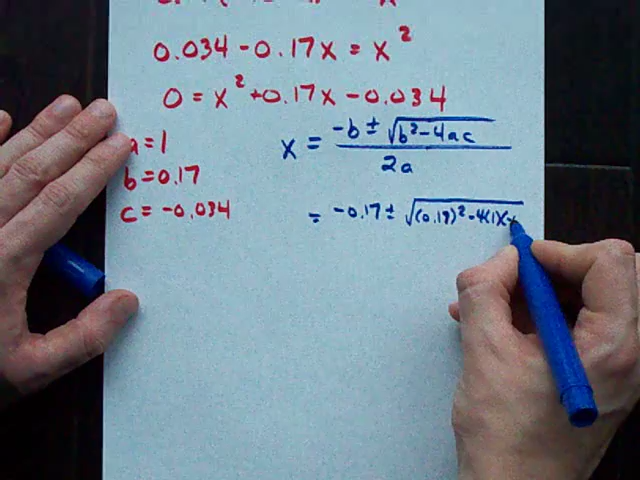 0.034 - 0.17x = x²
0 = x² + 0.17x - 0.034
a = 1
b = 0.17
c = -0.034
x = (-b ± √(b² - 4ac)) / 2a
= -0.17 ± √((0.17)² - 4(1)(-